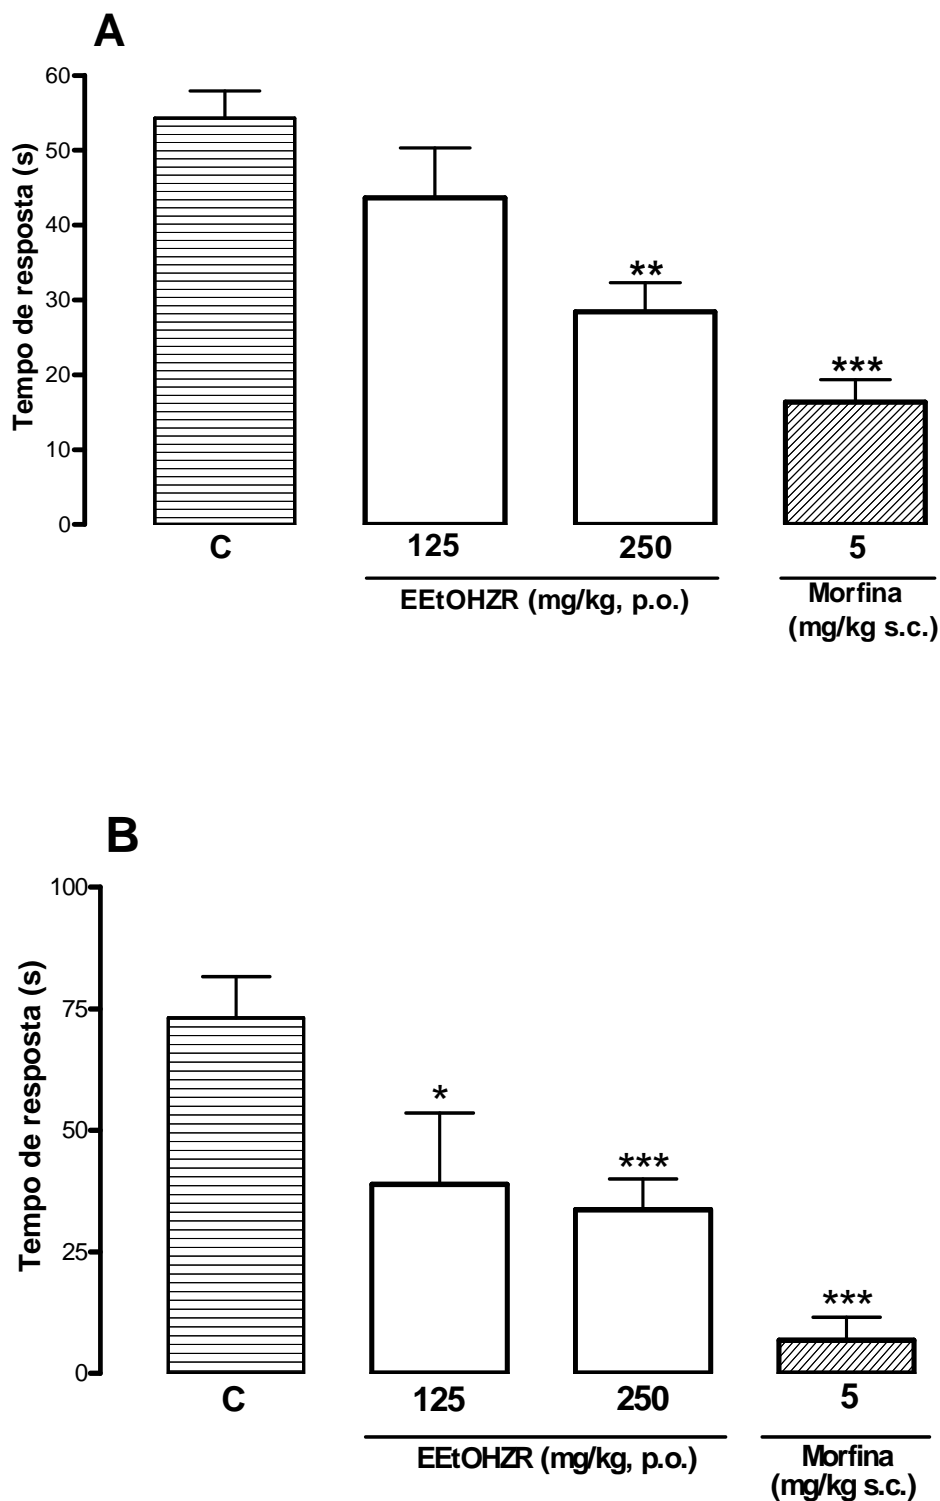 A
Tempo de resposta (s)
60
50
40
30
20
10
0
**
***
C
125
250
5
EEtOHZR (mg/kg, p.o.)
Morfina
(mg/kg s.c.)
B
Tempo de resposta (s)
100
75
50
25
0
*
***
***
C
125
250
5
EEtOHZR (mg/kg, p.o.)
Morfina
(mg/kg s.c.)